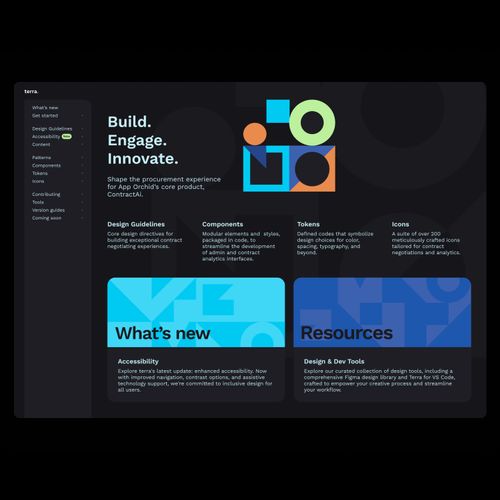 terra.
What's new
Get started
Design Guidelines
Accessibility New
Content
Patterns
Components
Tokens
Icons
Contributing
Tools
Version guides
Coming soon
Build.
Engage.
Innovate.
Shape the procurement experience
for App Orchid's core product,
ContractAi.
Design Guidelines
Core design directives for
building exceptional contract
negotiating experiences.
Components
Modular elements and styles,
packaged in code, to
streamline the development
of admin and contract
analytics interfaces.
Tokens
Defined codes that symbolize
design choices for color,
spacing, typography, and
beyond.
Icons
A suite of over 200
meticulously crafted icons
tailored for contract
negotiations and analytics.
What's new
Accessibility
Explore terra's latest update: enhanced accessibility. Now
with improved navigation, contrast options, and assistive
technology support, we're committed to inclusive design for
all users.
Resources
Design & Dev Tools
Explore our curated collection of design tools, including a
comprehensive Figma design library and Terra for VS Code,
crafted to empower your creative process and streamline
your workflow.